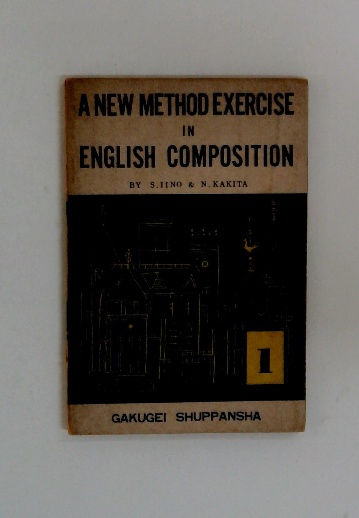 A NEW METHOD EXERCISE
IN
ENGLISH COMPOSITION
BY S. IINO & N. KAKITA
1
GAKUGEI SHUPPANSHA